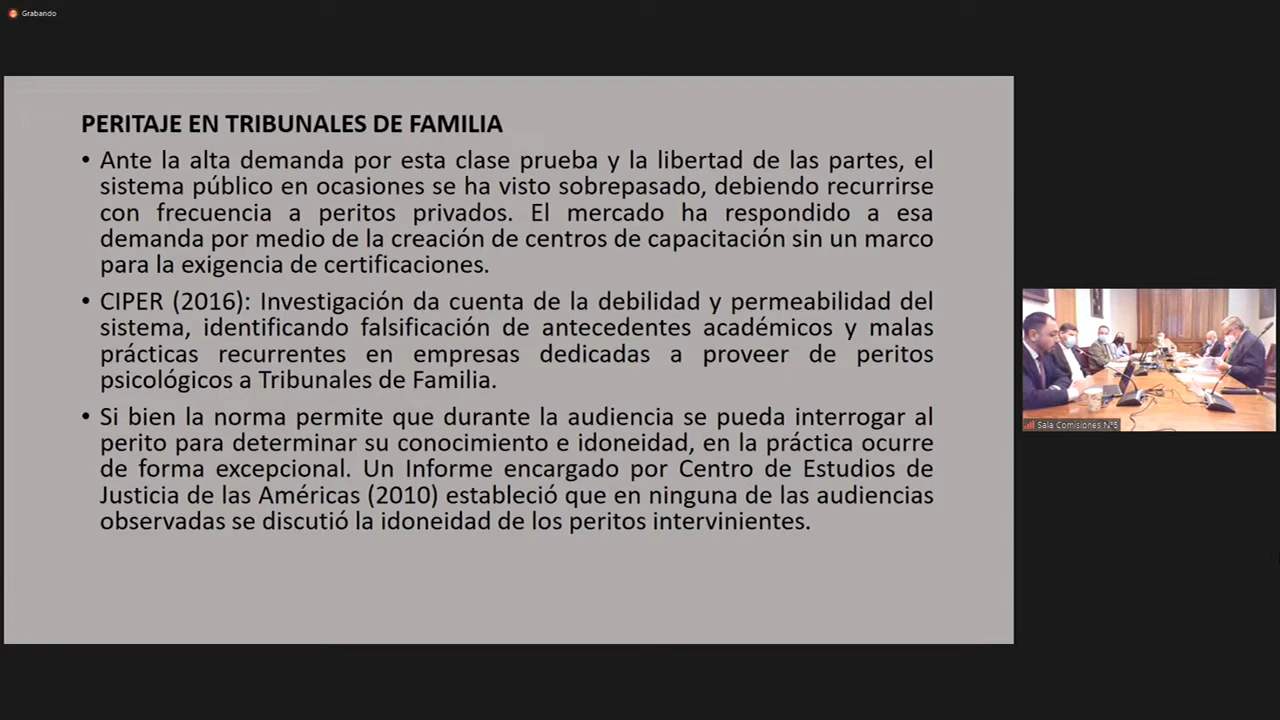 Grabando
PERITAJE EN TRIBUNALES DE FAMILIA
• Ante la alta demanda por esta clase prueba y la libertad de las partes, el
sistema público en ocasiones se ha visto sobrepasado, debiendo recurrirse
con frecuencia a peritos privados. El mercado ha respondido a esa
demanda por medio de la creación de centros de capacitación sin un marco
para la exigencia de certificaciones.
• CIPER (2016): Investigación da cuenta de la debilidad y permeabilidad del
sistema, identificando falsificación de antecedentes académicos y malas
prácticas recurrentes en empresas dedicadas a proveer de peritos
psicológicos a Tribunales de Familia.
• Si bien la norma permite que durante la audiencia se pueda interrogar al
perito para determinar su conocimiento e idoneidad, en la práctica ocurre
de forma excepcional. Un Informe encargado por Centro de Estudios de
Justicia de las Américas (2010) estableció que en ninguna de las audiencias
observadas se discutió la idoneidad de los peritos intervinientes.
Sala Comisiones N°5